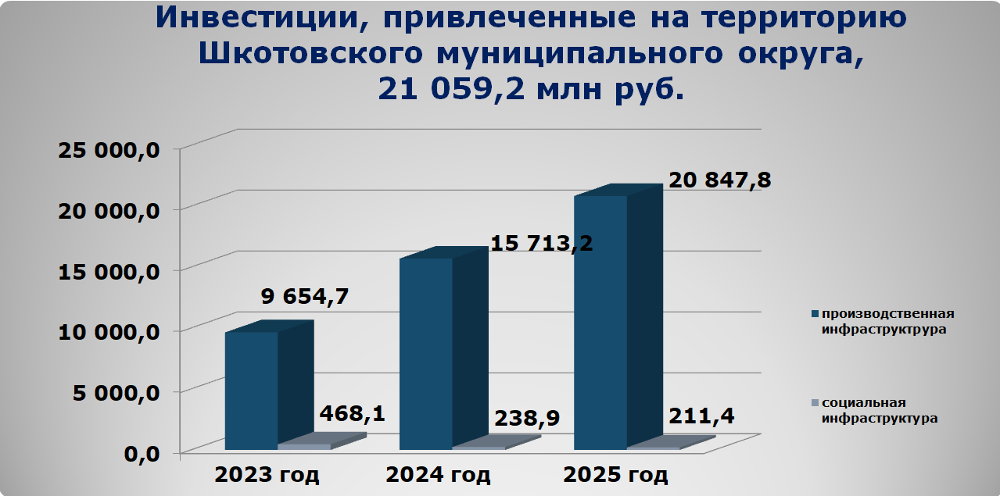 Инвестиции, привлеченные на территорию
Шкотовского муниципального округа,
21 059,2 млн руб.
25 000,0
20 000,0
15 000,0
10 000,0
5 000,0
0,0
9 654,7
468,1
15 713,2
238,9
20 847,8
211,4
2023 год
2024 год
2025 год
производственная
инфраструктрура
социальная
инфраструктура